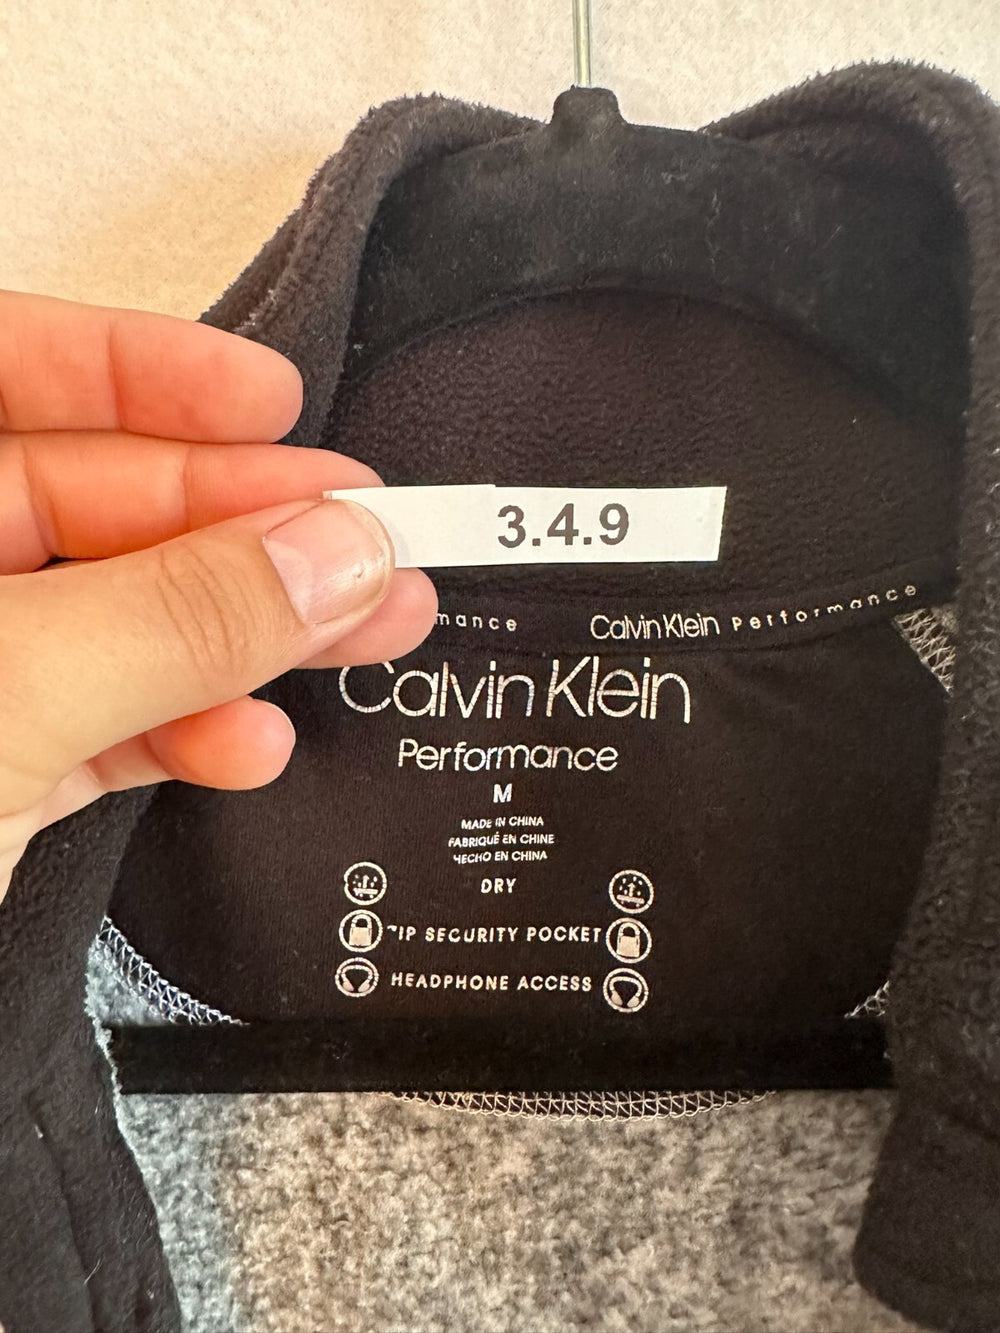 3.4.9
mance Calvin Klein Performance
Calvin Klein
Performance
M
MADE IN CHINA
FABRIQUÉ EN CHINE
HECHO EN CHINA
DRY
IP SECURITY POCKET
HEADPHONE ACCESS